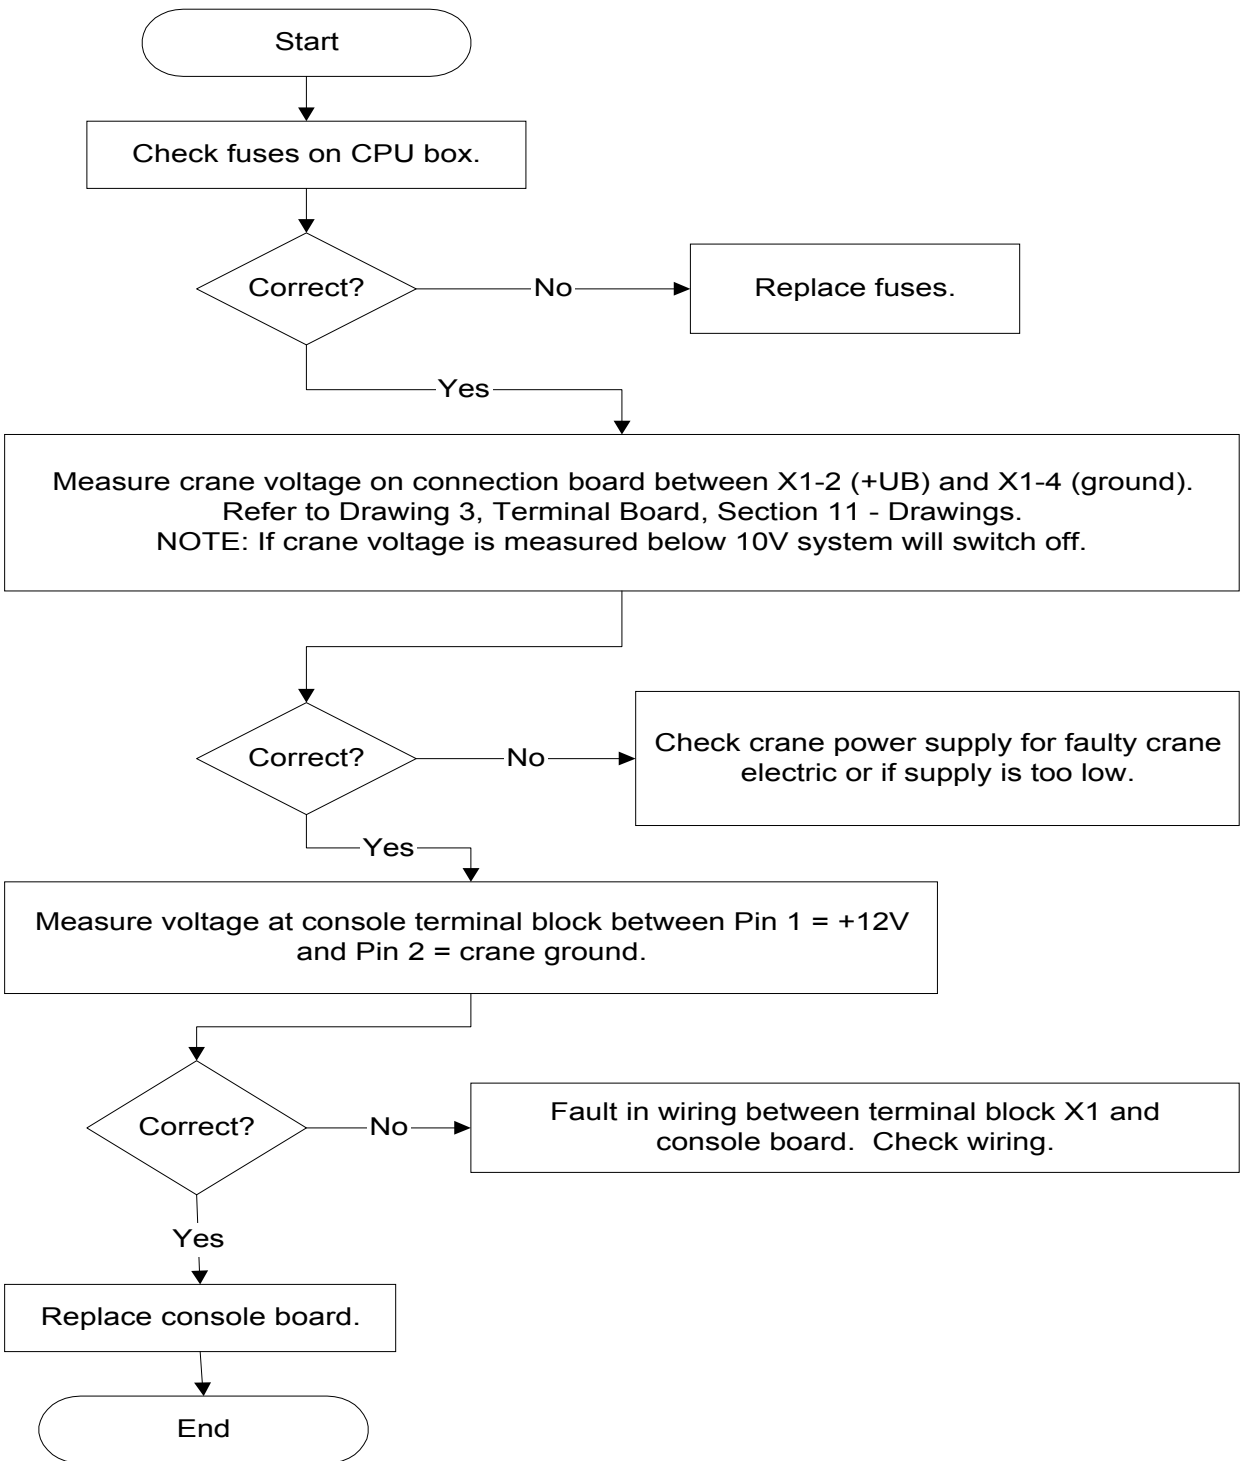 Start
Check fuses on CPU box.
Correct?
No
Replace fuses.
Yes
Measure crane voltage on connection board between X1-2 (+UB) and X1-4 (ground).
Refer to Drawing 3, Terminal Board, Section 11 - Drawings.
NOTE: If crane voltage is measured below 10V system will switch off.
Correct?
No
Check crane power supply for faulty crane
electric or if supply is too low.
Yes
Measure voltage at console terminal block between Pin 1 = +12V
and Pin 2 = crane ground.
Correct?
No
Fault in wiring between terminal block X1 and
console board.  Check wiring.
Yes
Replace console board.
End